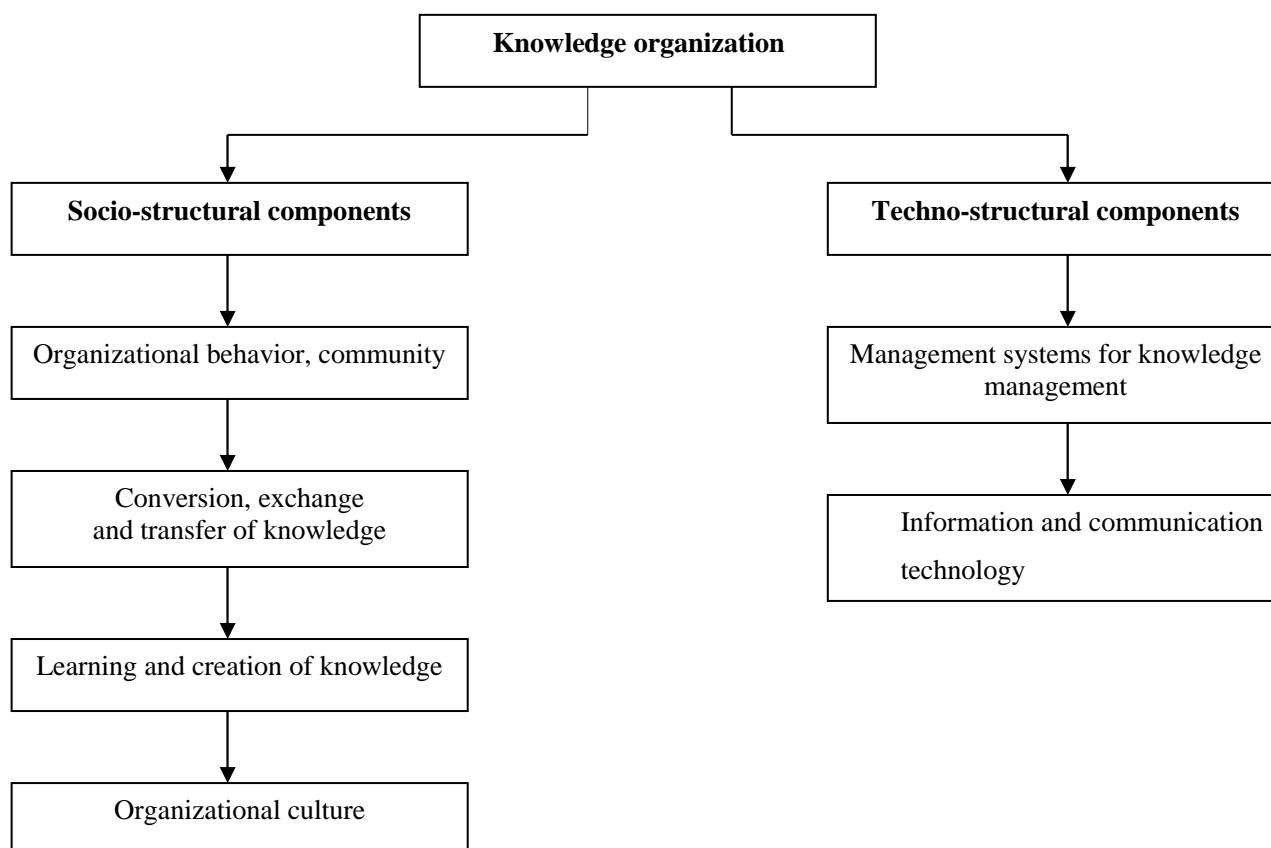 Knowledge organization
Socio-structural components
Techno-structural components
Organizational behavior, community
Management systems for knowledge
management
Conversion, exchange
and transfer of knowledge
Information and communication
technology
Learning and creation of knowledge
Organizational culture